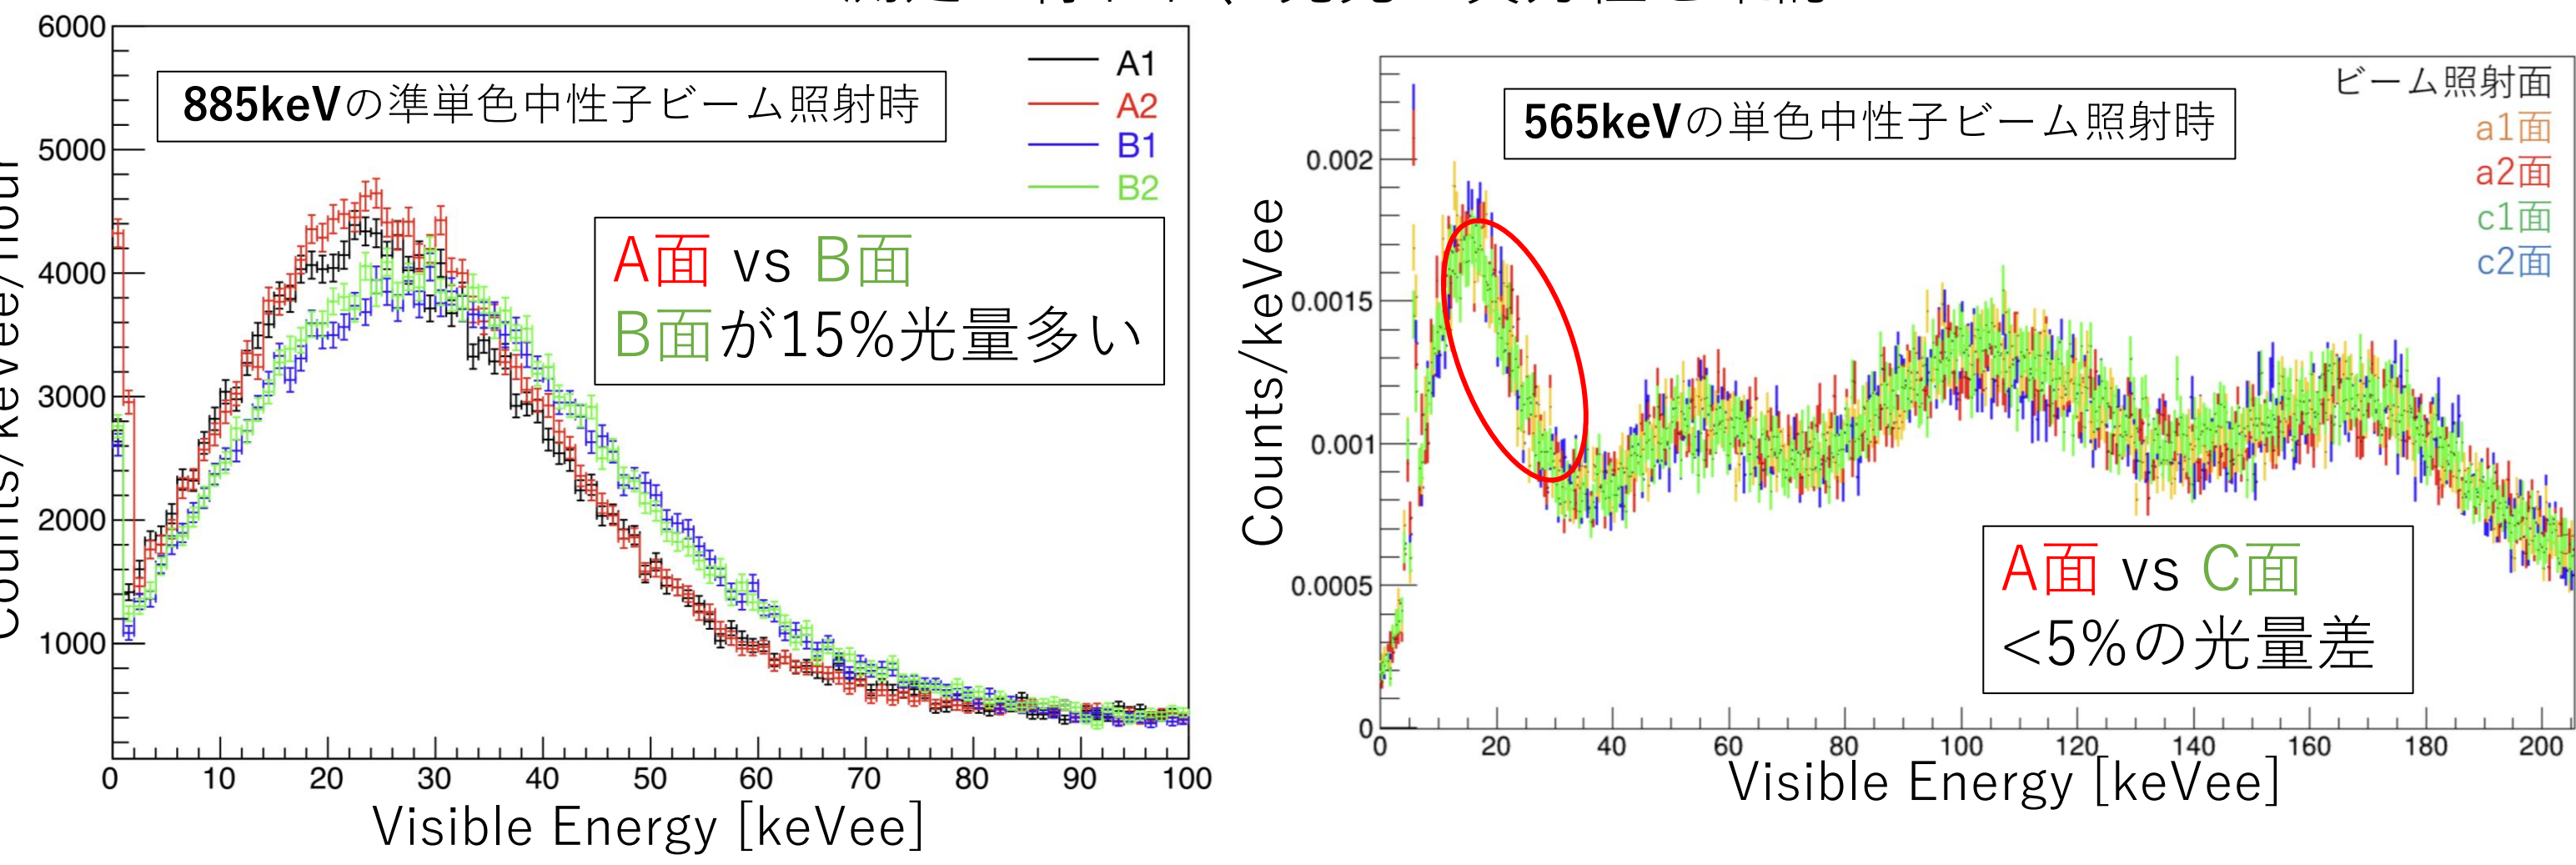 885keVの準単色中性子ビーム照射時
A1
A2
B1
B2
A面 vs B面
B面が15%光量多い
6000
5000
4000
3000
2000
1000
0 10 20 30 40 50 60 70 80 90 100
Visible Energy [keVee]
565keVの単色中性子ビーム照射時
ビーム照射面
a1面
a2面
c1面
c2面
Counts/keVee
0.002
0.0015
0.001
0.0005
0
A面 vs C面
<5%の光量差
0 20 40 60 80 100 120 140 160 180 200
Visible Energy [keVee]